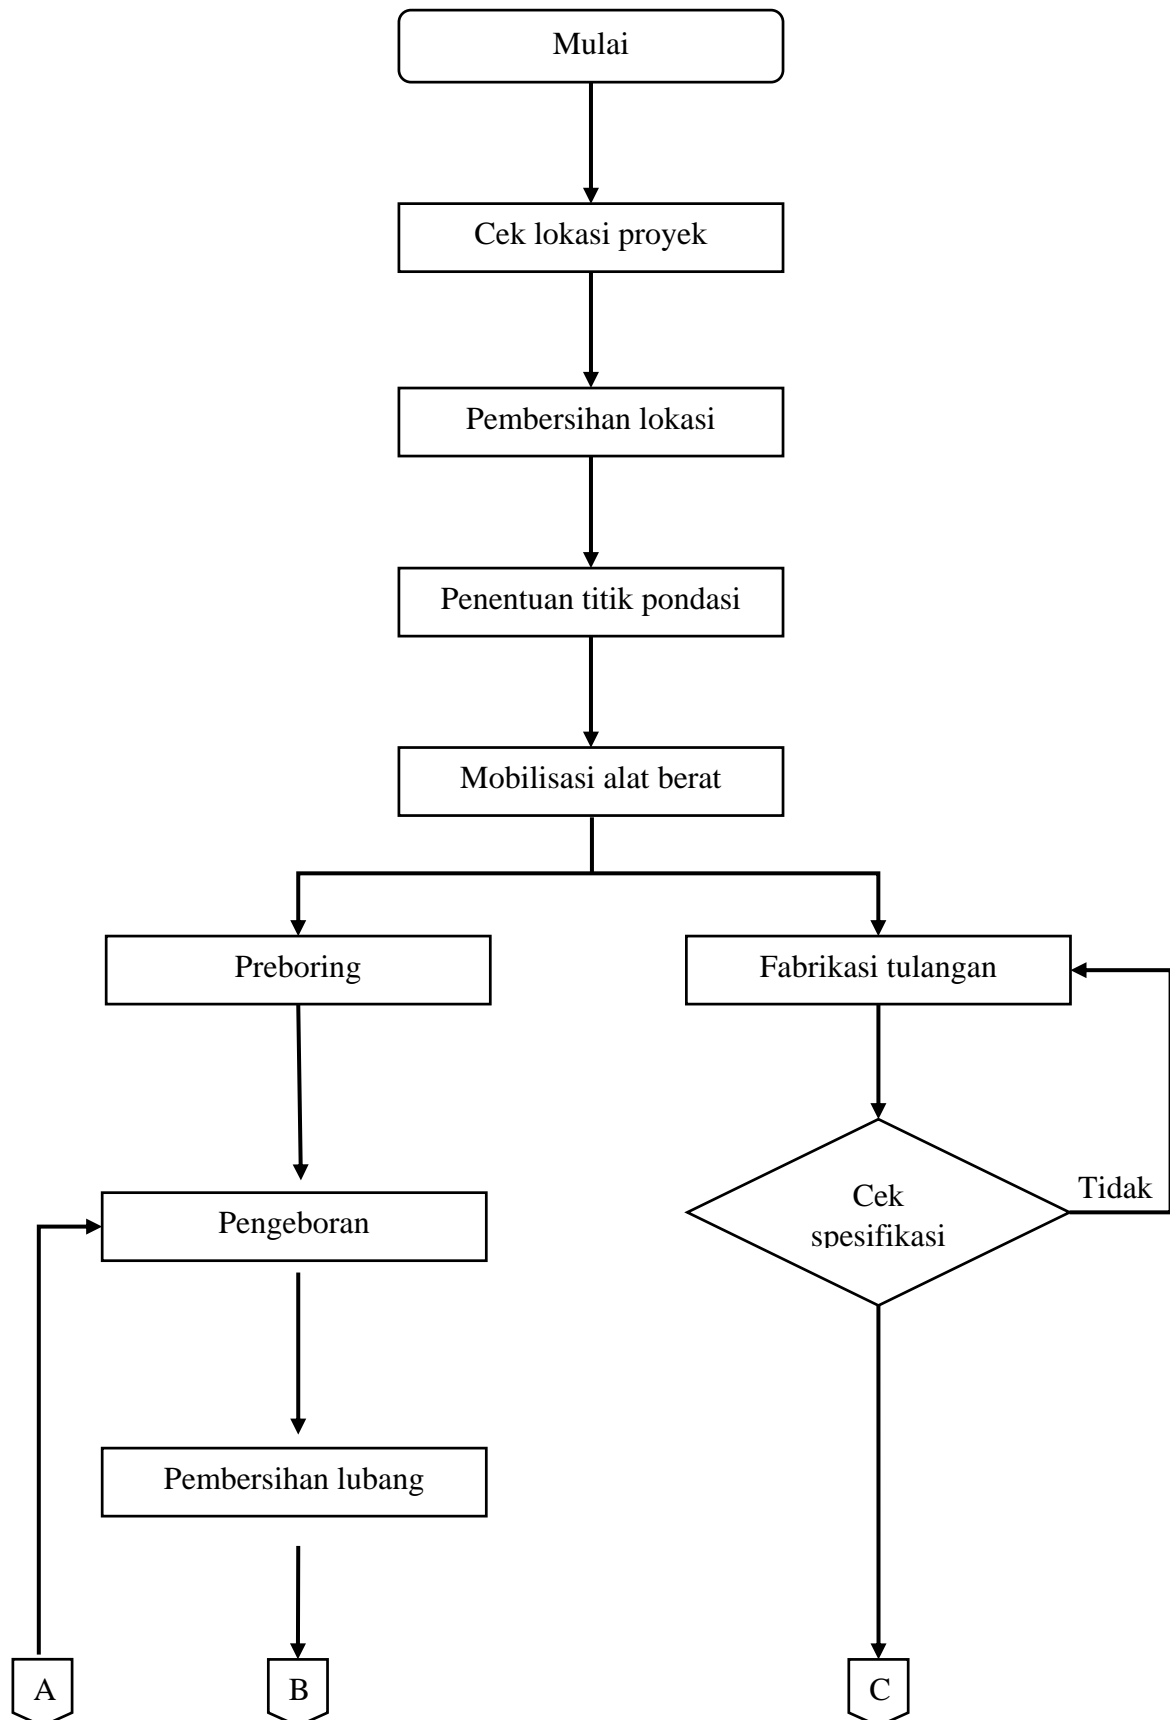 Mulai
Cek lokasi proyek
Pembersihan lokasi
Penentuan titik pondasi
Mobilisasi alat berat
Preboring
Fabrikasi tulangan
Pengeboran
Cek
spesifikasi
Tidak
Pembersihan lubang
A
B
C